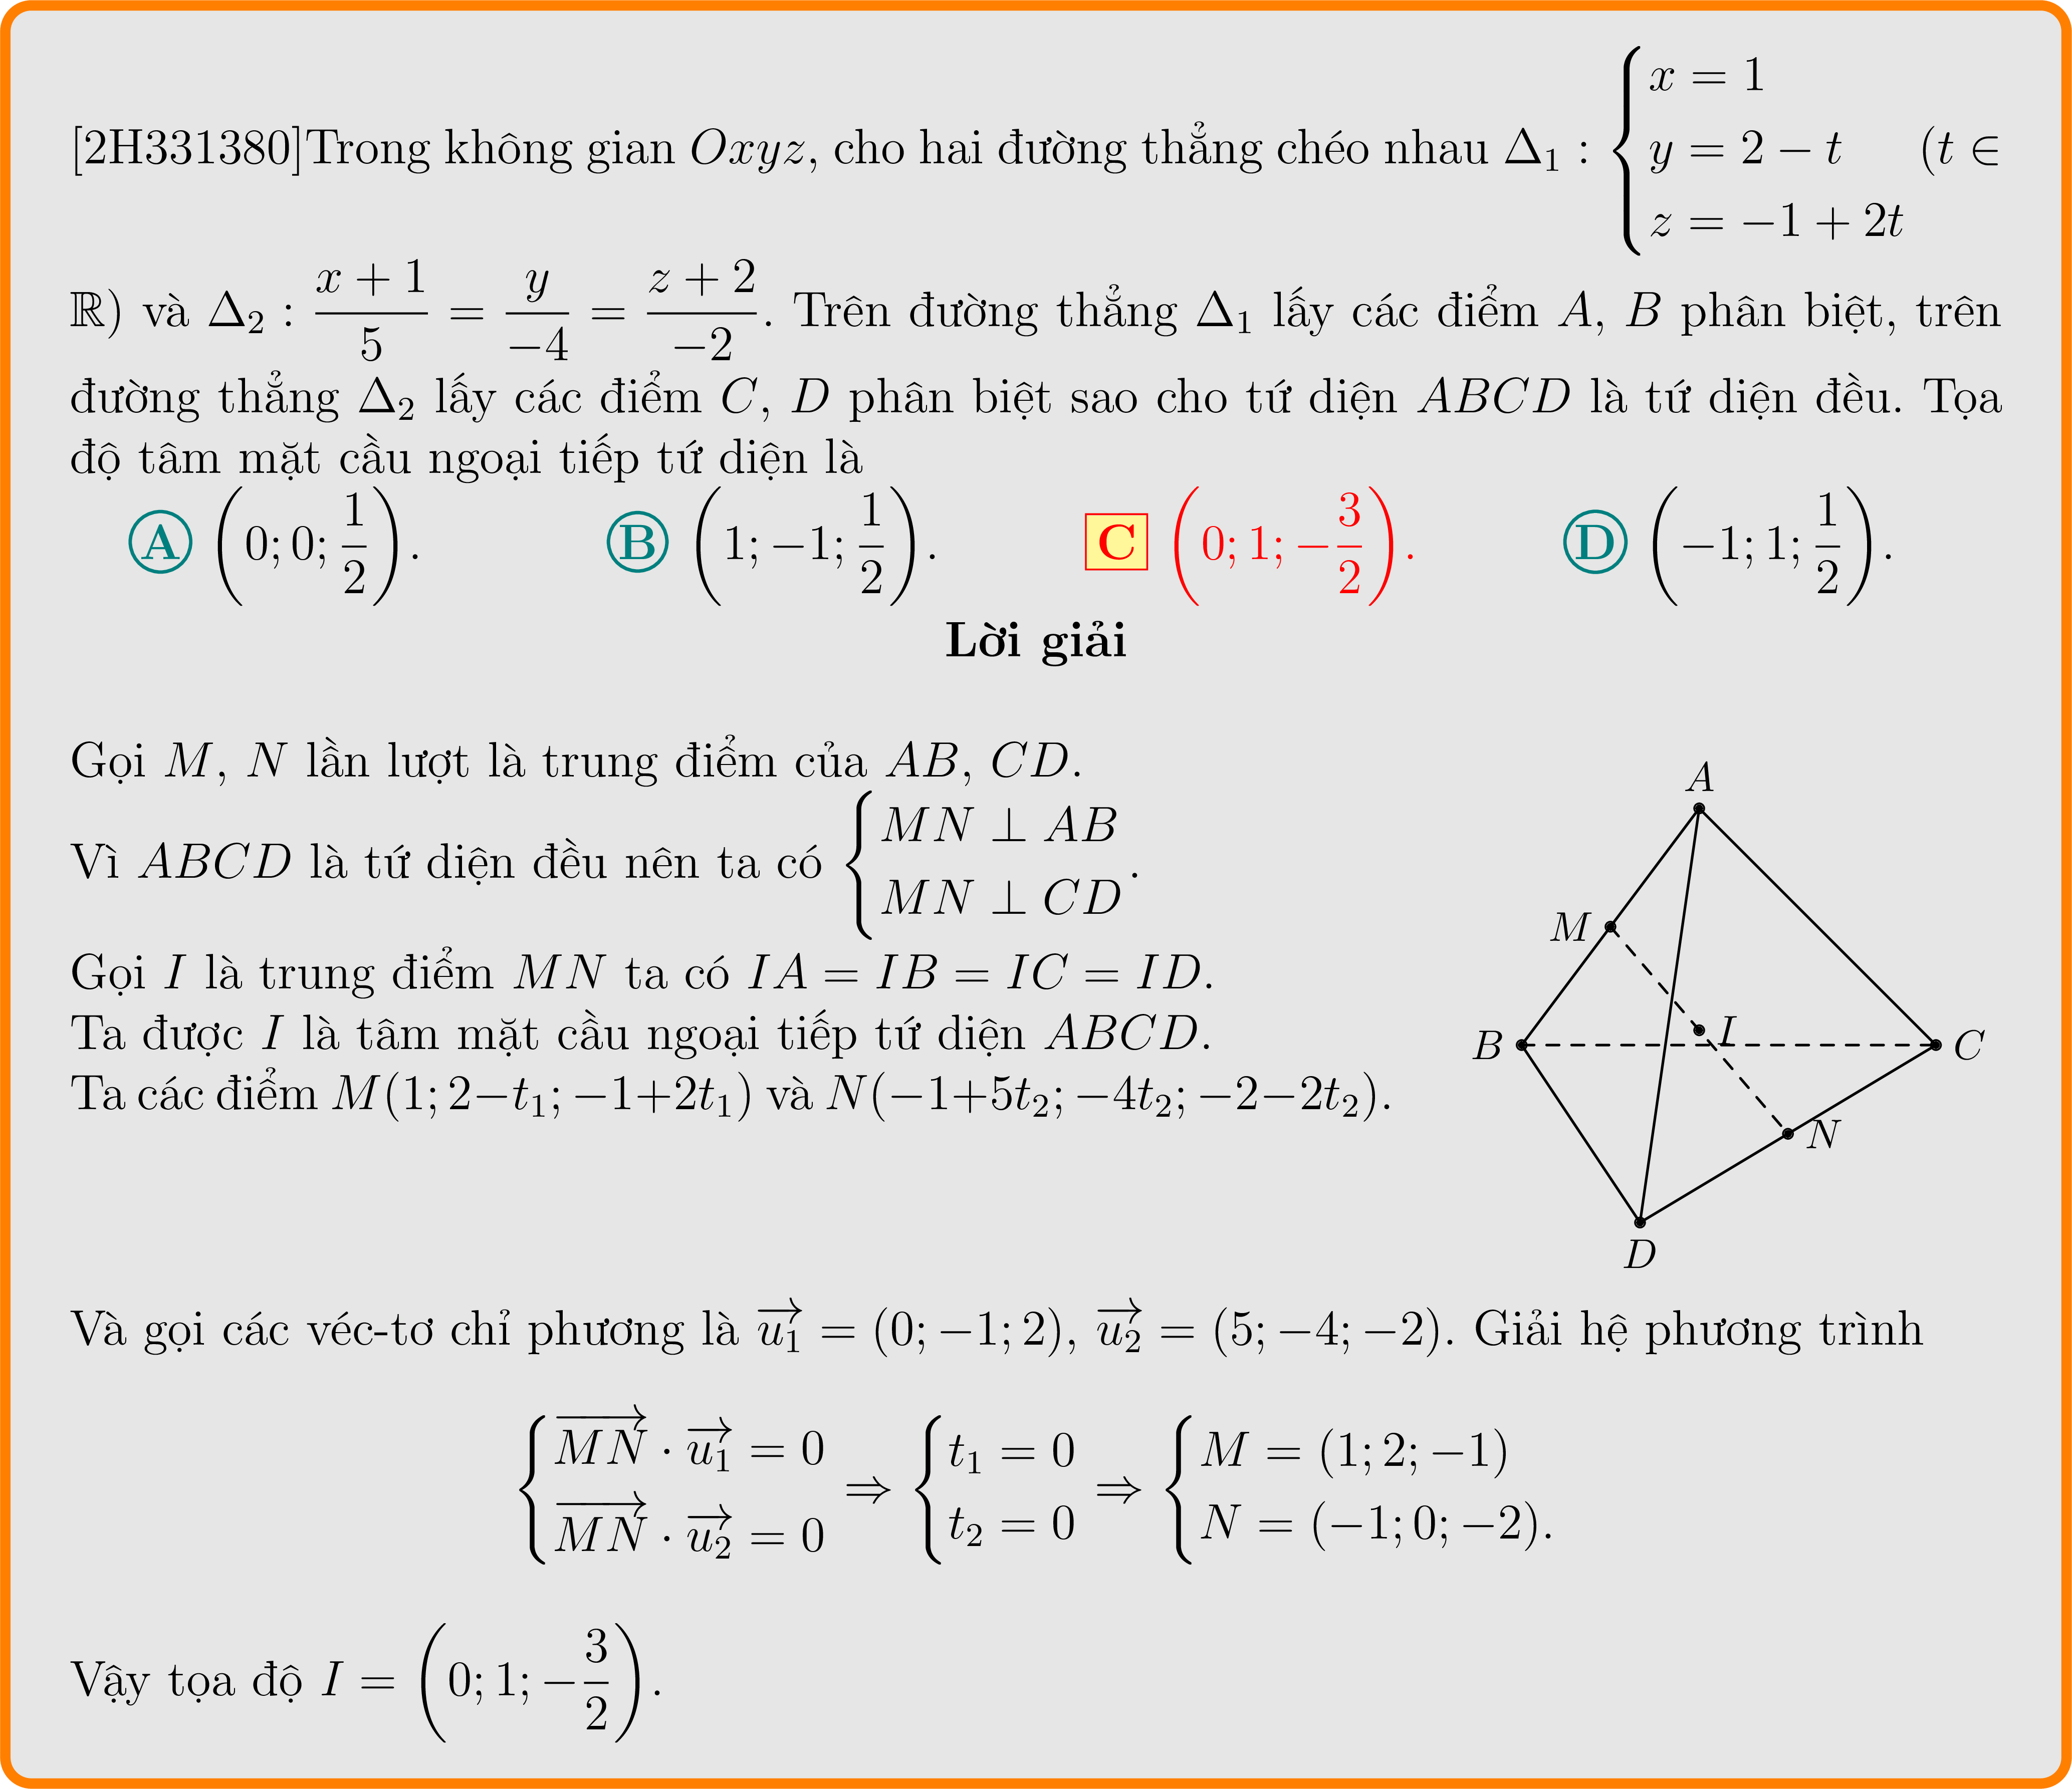 [2H331380]Trong không gian $Oxyz$, cho hai đường thẳng chéo nhau $\Delta_1 : \begin{cases} x = 1 \\ y = 2 - t \\ z = -1 + 2t \end{cases} (t \in$
$\mathbb{R})$ và $\Delta_2 : \dfrac{x+1}{5} = \dfrac{y}{-4} = \dfrac{z+2}{-2}$. Trên đường thẳng $\Delta_1$ lấy các điểm $A$, $B$ phân biệt, trên
đường thẳng $\Delta_2$ lấy các điểm $C$, $D$ phân biệt sao cho tứ diện $ABCD$ là tứ diện đều. Tọa
độ tâm mặt cầu ngoại tiếp tứ diện là
A $\left(0; 0; \dfrac{1}{2}\right)$. B $\left(1; -1; \dfrac{1}{2}\right)$. C $\left(0; 1; -\dfrac{3}{2}\right)$. D $\left(-1; 1; \dfrac{1}{2}\right)$.
Lời giải
Gọi $M$, $N$ lần lượt là trung điểm của $AB$, $CD$.
Vì $ABCD$ là tứ diện đều nên ta có $\begin{cases} MN \perp AB \\ MN \perp CD \end{cases}$.
Gọi $I$ là trung điểm $MN$ ta có $IA = IB = IC = ID$.
Ta được $I$ là tâm mặt cầu ngoại tiếp tứ diện $ABCD$.
Ta các điểm $M(1; 2-t_1; -1+2t_1)$ và $N(-1+5t_2; -4t_2; -2-2t_2)$.
A
M
B
I
C
N
D
Và gọi các véc-tơ chỉ phương là $\overrightarrow{u_1} = (0; -1; 2)$, $\overrightarrow{u_2} = (5; -4; -2)$. Giải hệ phương trình
$\begin{cases} \overrightarrow{MN} \cdot \overrightarrow{u_1} = 0 \\ \overrightarrow{MN} \cdot \overrightarrow{u_2} = 0 \end{cases} \Rightarrow \begin{cases} t_1 = 0 \\ t_2 = 0 \end{cases} \Rightarrow \begin{cases} M = (1; 2; -1) \\ N = (-1; 0; -2). \end{cases}$
Vậy tọa độ $I = \left(0; 1; -\dfrac{3}{2}\right)$.